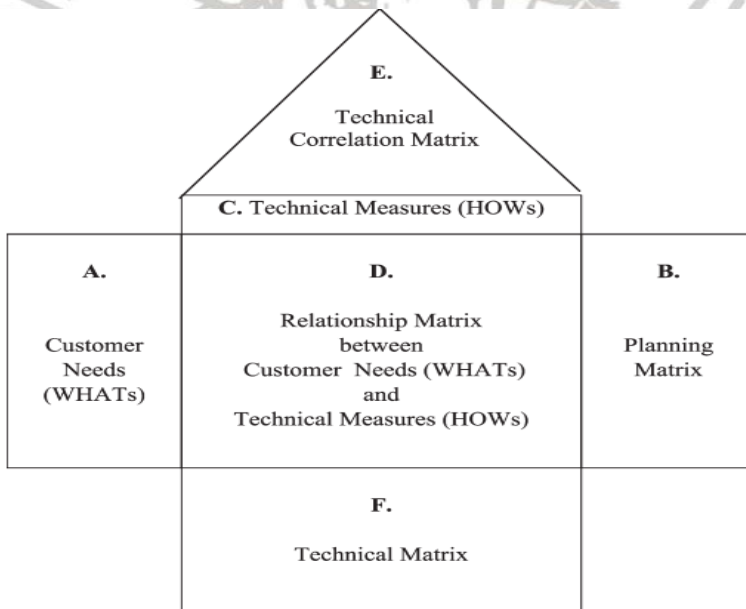 E.
Technical
Correlation Matrix
C. Technical Measures (HOWs)
A.
Customer
Needs
(WHATs)
D.
Relationship Matrix
between
Customer Needs (WHATs)
and
Technical Measures (HOWs)
B.
Planning
Matrix
F.
Technical Matrix